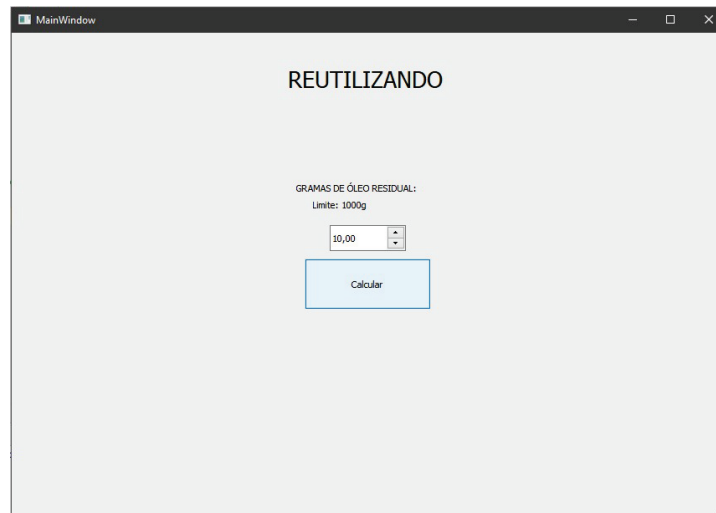 MainWindow
REUTILIZANDO
GRAMAS DE ÓLEO RESIDUAL:
Limite: 1000g
10,00
Calcular